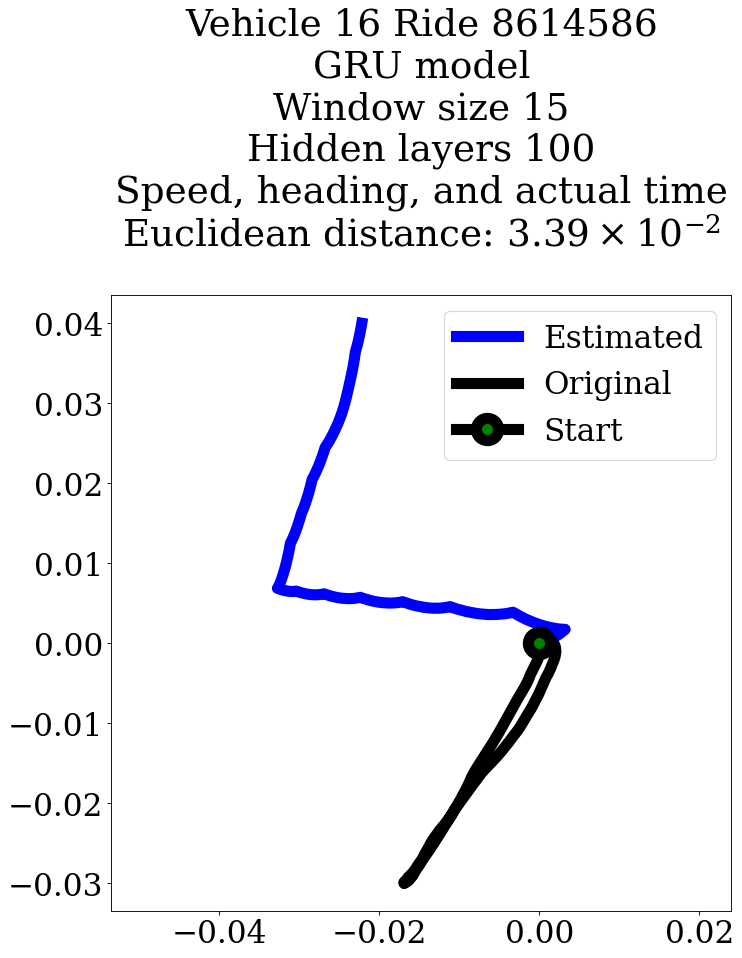 Vehicle 16 Ride 8614586
GRU model
Window size 15
Hidden layers 100
Speed, heading, and actual time
Euclidean distance: 3.39 × 10⁻²
Estimated
Original
Start
0.04
0.03
0.02
0.01
0.00
−0.01
−0.02
−0.03
−0.04 −0.02 0.00 0.02